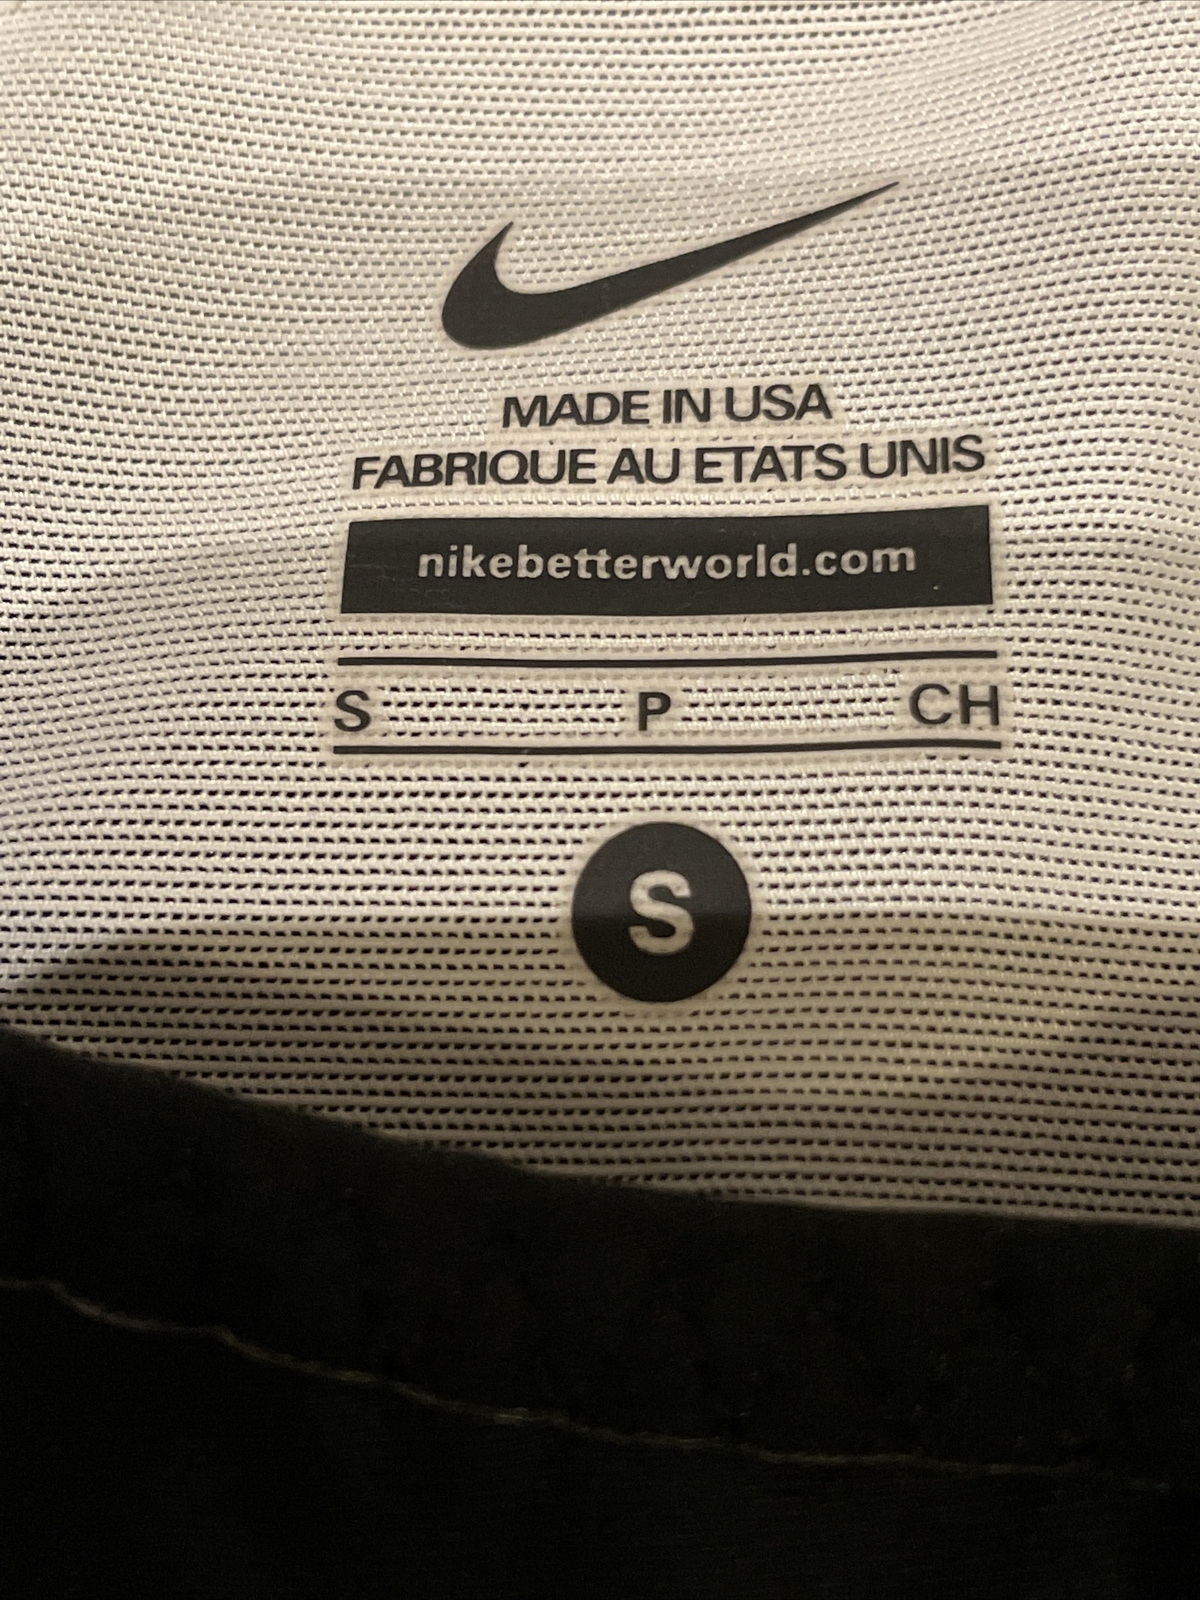 MADE IN USA
FABRIQUE AU ETATS UNIS
nikebetterworld.com
S P CH
S